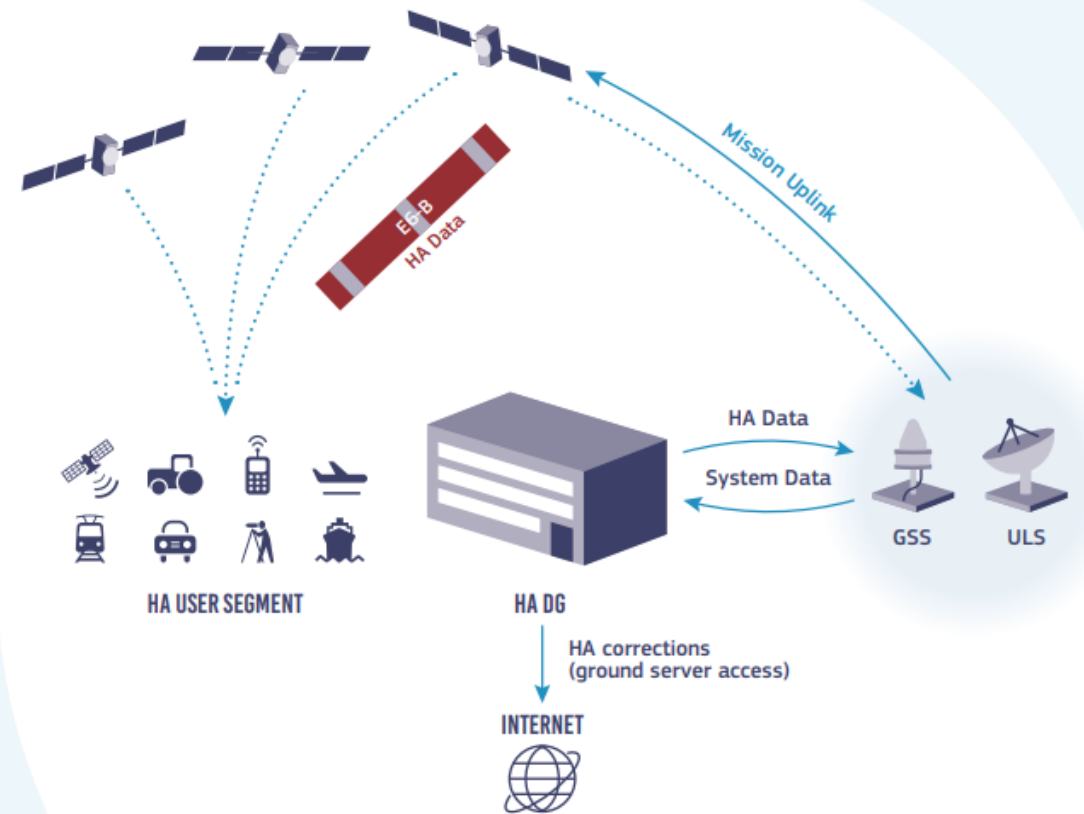 Mission Uplink
E6-B
HA Data
HA Data
System Data
GSS
ULS
HA USER SEGMENT
HA DG
HA corrections
(ground server access)
INTERNET